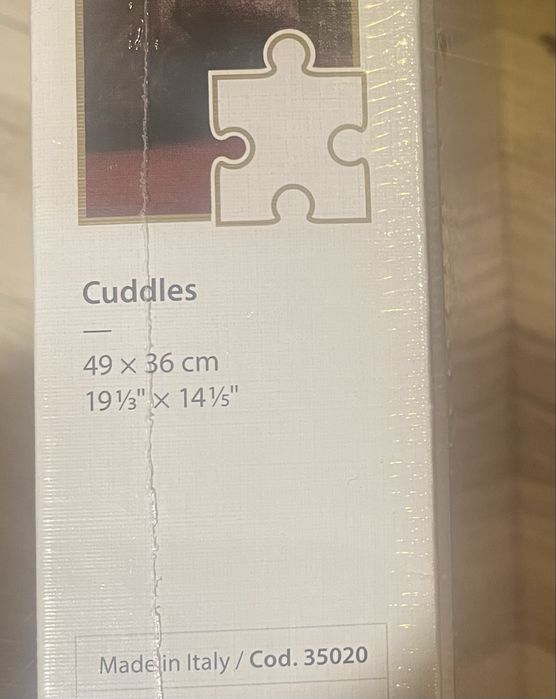 Cuddles
49 × 36 cm
19⅓" × 14⅕"
Made in Italy / Cod. 35020